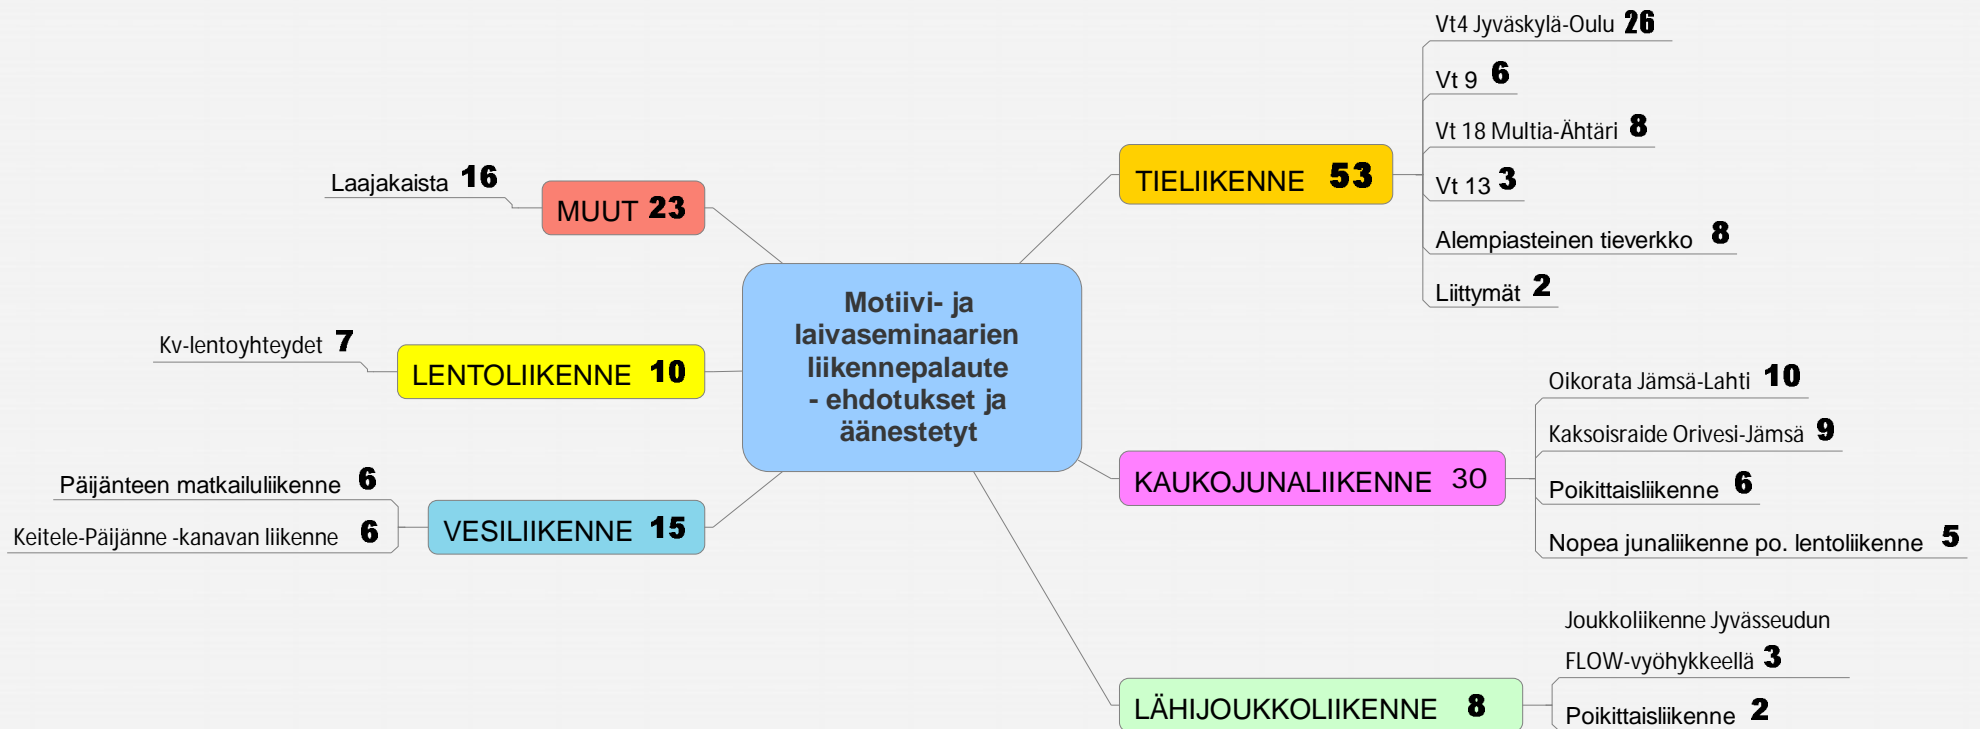 Motiivi- ja
laivaseminaarien
liikennepalaute
- ehdotukset ja
äänestetyt
TIELIIKENNE 53
Vt4 Jyväskylä-Oulu 26
Vt 9 6
Vt 18 Multia-Ähtäri 8
Vt 13 3
Alempiasteinen tieverkko 8
Liittymät 2
KAUKOJUNALIIKENNE 30
Oikorata Jämsä-Lahti 10
Kaksoisraide Orivesi-Jämsä 9
Poikittaisliikenne 6
Nopea junaliikenne po. lentoliikenne 5
LÄHIJOUKKOLIIKENNE 8
Joukkoliikenne Jyvässeudun
FLOW-vyöhykkeellä 3
Poikittaisliikenne 2
MUUT 23
Laajakaista 16
LENTOLIIKENNE 10
Kv-lentoyhteydet 7
VESILIIKENNE 15
Päijänteen matkailuliikenne 6
Keitele-Päijänne -kanavan liikenne 6